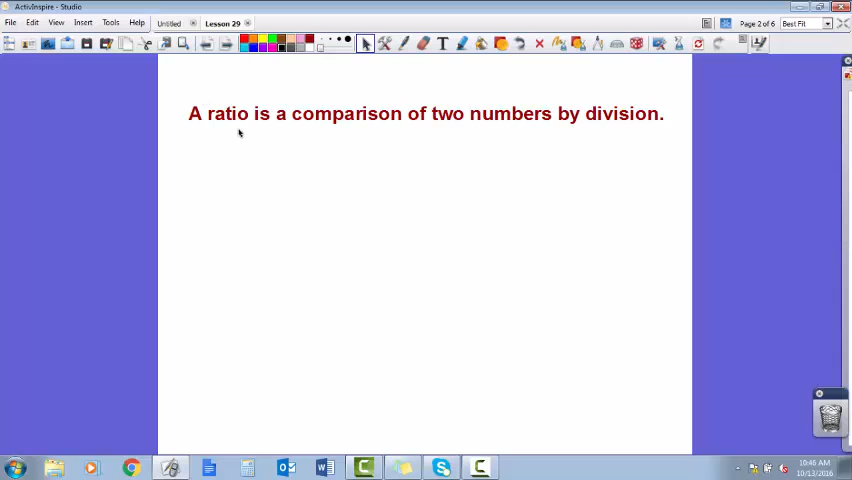 ActivInspire - Studio
File Edit View Insert Tools Help
Untitled
Lesson 29
Page 2 of 6
Best Fit
A ratio is a comparison of two numbers by division.
10:46 AM
10/13/2016